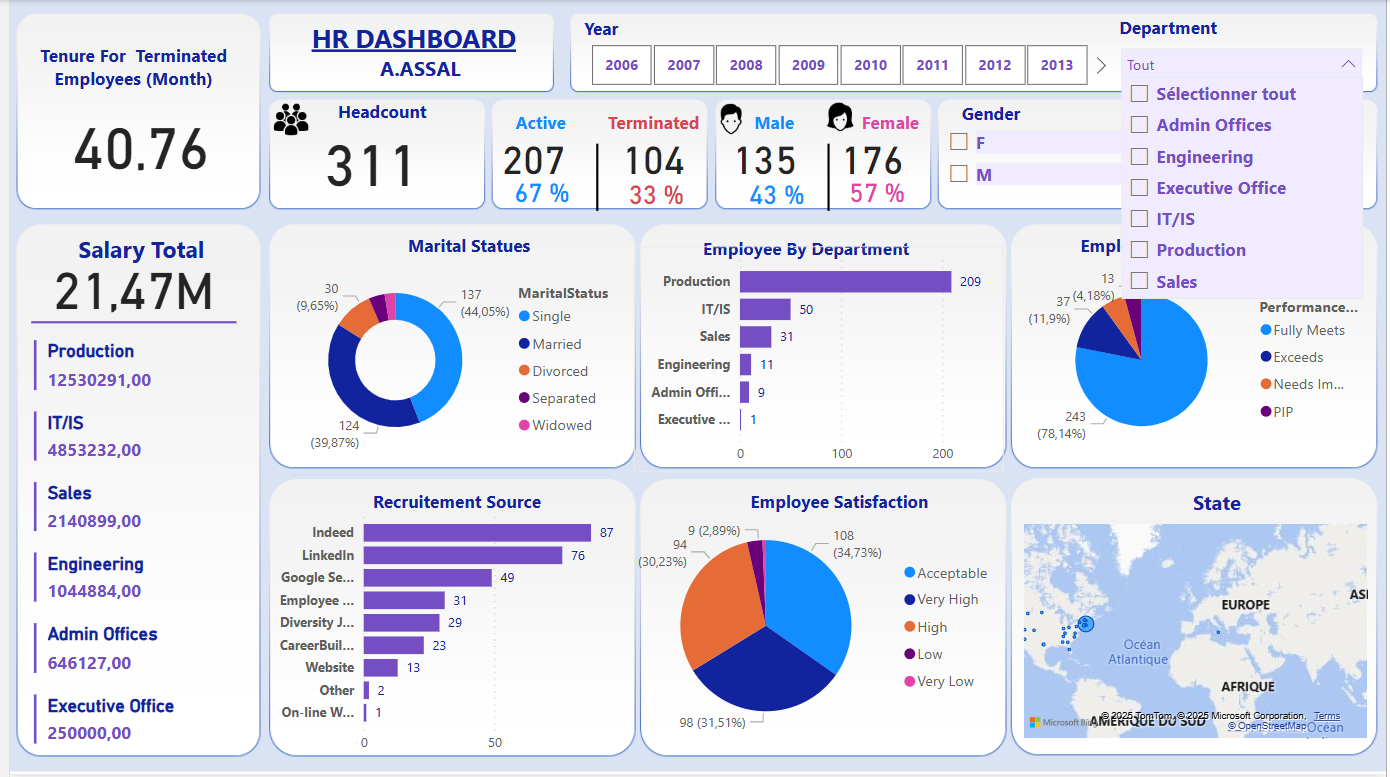 Tenure For Terminated
Employees (Month)
40.76
HR DASHBOARD
A.ASSAL
Year
2006 2007 2008 2009 2010 2011 2012 2013
Department
Tout
Sélectionner tout
Admin Offices
Engineering
Executive Office
IT/IS
Production
Sales
Headcount
311
Active Terminated
207 104
67 % 33 %
Male Female
135 176
43 % 57 %
Gender
F
M
Salary Total
21,47M
Production
12530291,00
IT/IS
4853232,00
Sales
2140899,00
Engineering
1044884,00
Admin Offices
646127,00
Executive Office
250000,00
Marital Statues
30
(9,65%)
137
(44,05%)
124
(39,87%)
MaritalStatus
Single
Married
Divorced
Separated
Widowed
Employee By Department
Production 209
IT/IS 50
Sales 31
Engineering 11
Admin Offi... 9
Executive ... 1
0 100 200
Empl
13
(4,18%)
37
(11,9%)
243
(78,14%)
Performance...
Fully Meets
Exceeds
Needs Im...
PIP
Recruitement Source
Indeed 87
LinkedIn 76
Google Se... 49
Employee ... 31
Diversity J... 29
CareerBuil... 23
Website 13
Other 2
On-line W... 1
0 50
Employee Satisfaction
9 (2,89%)
94
(30,23%)
108
(34,73%)
98 (31,51%)
Acceptable
Very High
High
Low
Very Low
State
EUROPE
ASI
Océan
Atlantique
AFRIQUE
AMÉRIQUE DU SUD
Océan
Microsoft Bing
© 2025 TomTom, © 2025 Microsoft Corporation, Terms
© OpenStreetMap